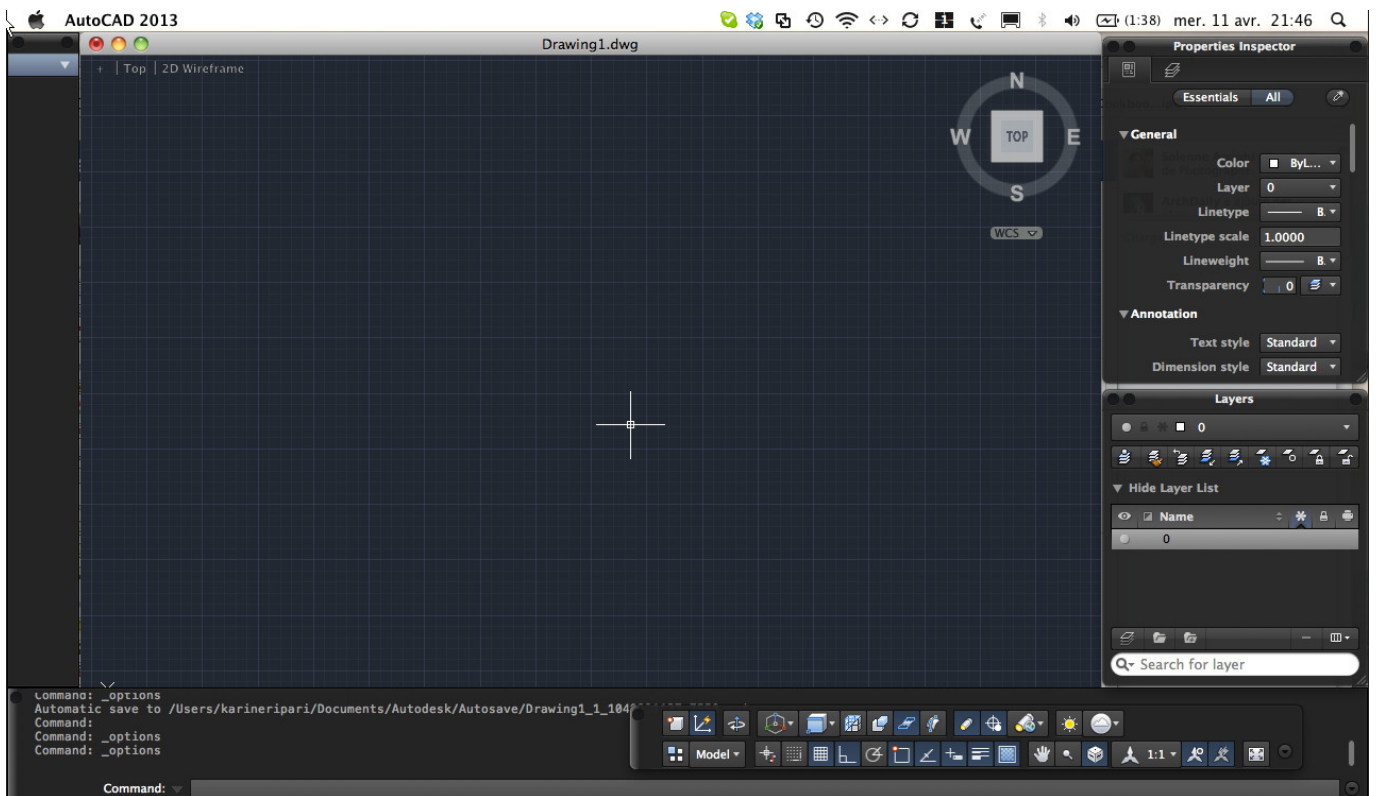 AutoCAD 2013
(1:38) mer. 11 avr. 21:46
Drawing1.dwg
+ | Top | 2D Wireframe
N
W
TOP
E
S
WCS
Properties Inspector
Essentials
All
General
Color ByL...
Layer 0
Linetype B.
Linetype scale 1.0000
Lineweight B.
Transparency 0
Annotation
Text style Standard
Dimension style Standard
Layers
0
Hide Layer List
Name
0
Search for layer
Command: _options
Automatic save to /Users/karineripari/Documents/Autodesk/Autosave/Drawing1_1_1
Command:
Command: _options
Command: _options
Model
1:1
Command: